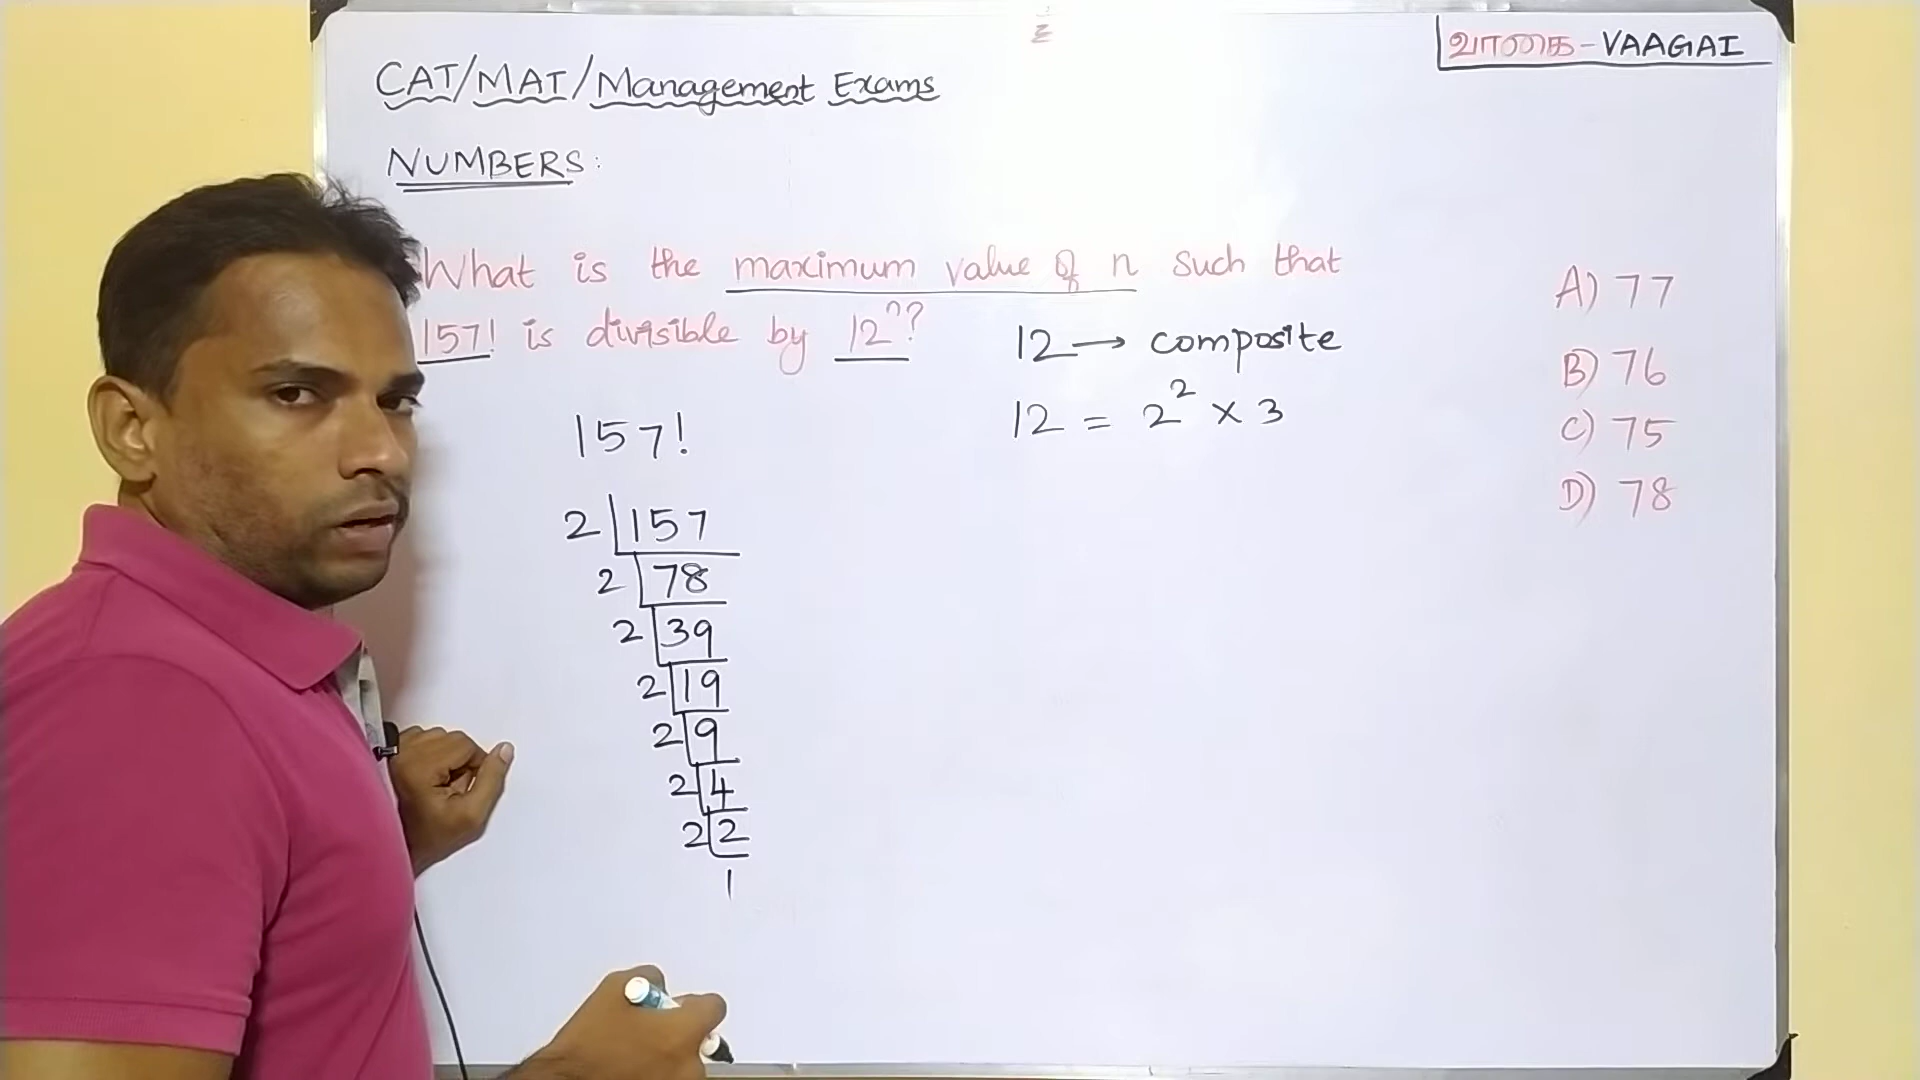 வாகை-VAAGAI
CAT/MAT/Management Exams
NUMBERS:
What is the maximum value of n such that
157! is divisible by 12ⁿ?
12 → composite
12 = 2² × 3
A) 77
B) 76
C) 75
D) 78
157!
2 157
2 78
2 39
2 19
2 9
2 4
2 2
1